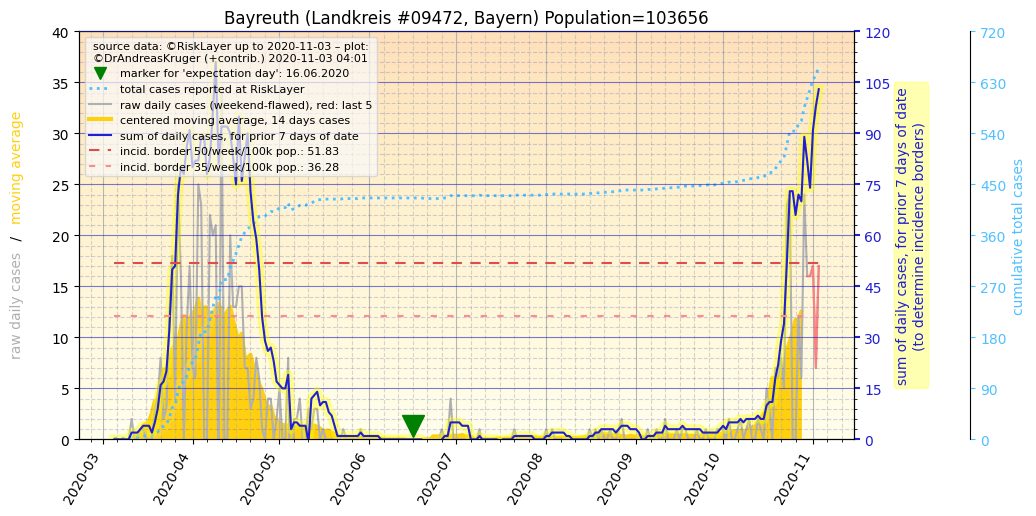 Bayreuth (Landkreis #09472, Bayern) Population=103656
source data: ©RiskLayer up to 2020-11-03 – plot:
©DrAndreasKruger (+contrib.) 2020-11-03 04:01
marker for 'expectation day': 16.06.2020
total cases reported at RiskLayer
raw daily cases (weekend-flawed), red: last 5
centered moving average, 14 days cases
sum of daily cases, for prior 7 days of date
incid. border 50/week/100k pop.: 51.83
incid. border 35/week/100k pop.: 36.28
raw daily cases / moving average
40
35
30
25
20
15
10
5
0
120
105
90
75
60
45
30
15
0
sum of daily cases, for prior 7 days of date
(to determine incidence borders)
720
630
540
450
360
270
180
90
0
cumulative total cases
2020-03
2020-04
2020-05
2020-06
2020-07
2020-08
2020-09
2020-10
2020-11